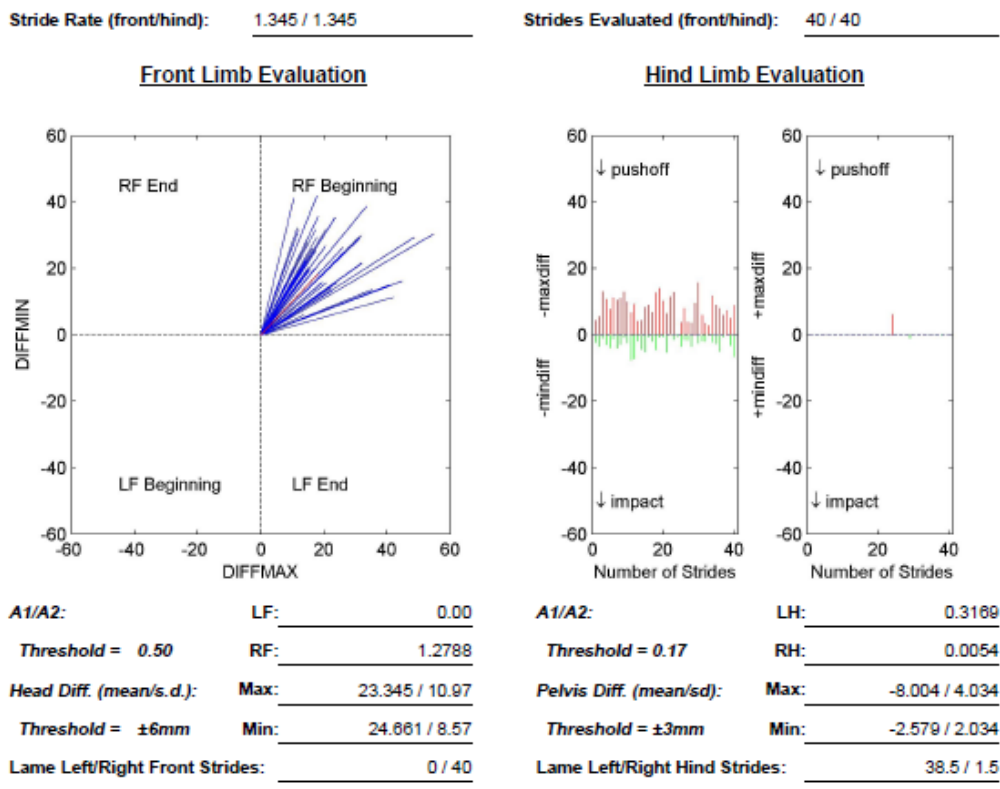 Stride Rate (front/hind): 1.345 / 1.345
Strides Evaluated (front/hind): 40 / 40
Front Limb Evaluation
Hind Limb Evaluation
60
40
20
0
-20
-40
-60
DIFFMIN
RF End
RF Beginning
LF Beginning
LF End
-60 -40 -20 0 20 40 60
DIFFMAX
60
40
20
0
-20
-40
-60
-maxdiff
-mindiff
↓ pushoff
↓ impact
0 20 40
Number of Strides
60
40
20
0
-20
-40
-60
+maxdiff
+mindiff
↓ pushoff
↓ impact
0 20 40
Number of Strides
A1/A2: LF: 0.00
Threshold = 0.50 RF: 1.2788
Head Diff. (mean/s.d.): Max: 23.345 / 10.97
Threshold = ±6mm Min: 24.661 / 8.57
Lame Left/Right Front Strides: 0 / 40
A1/A2: LH: 0.3169
Threshold = 0.17 RH: 0.0054
Pelvis Diff. (mean/sd): Max: -8.004 / 4.034
Threshold = ±3mm Min: -2.579 / 2.034
Lame Left/Right Hind Strides: 38.5 / 1.5